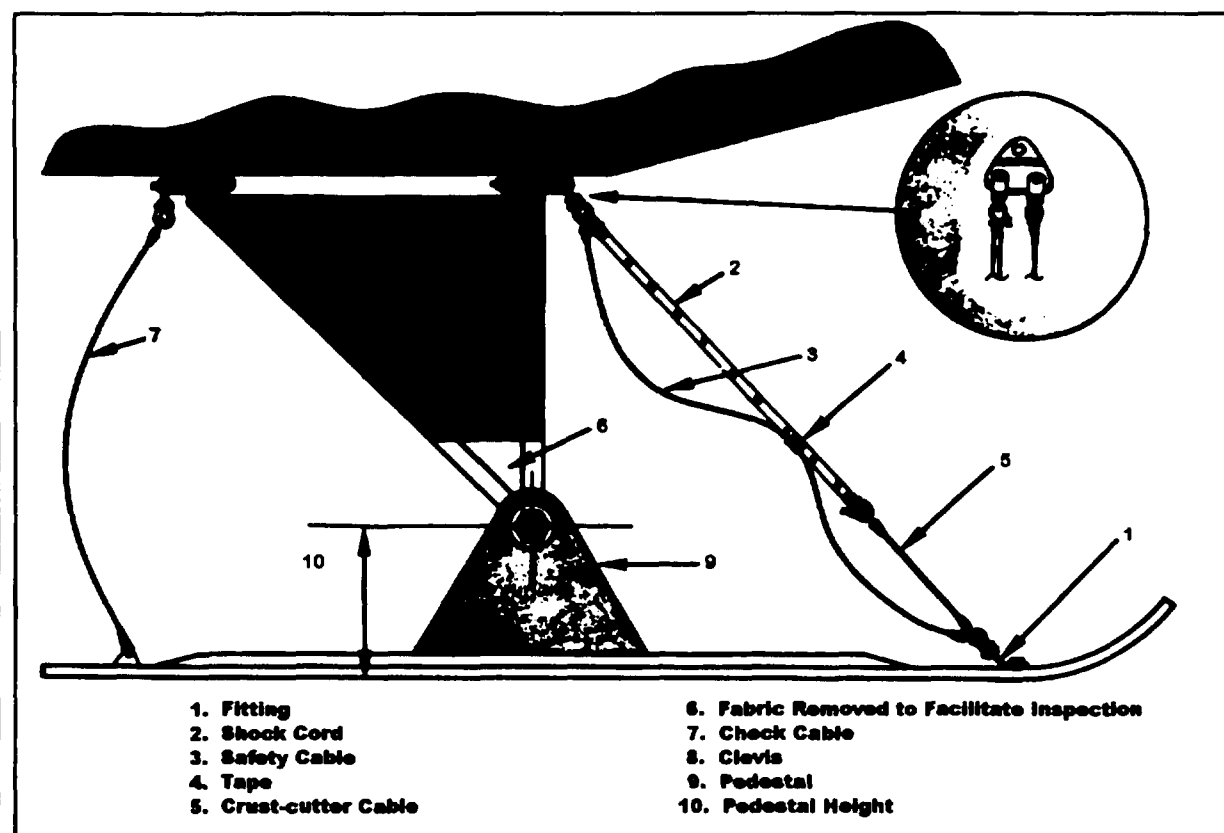 2
7
3
4
6
5
1
10
9
1. Fitting
2. Shock Cord
3. Safety Cable
4. Tape
5. Crust-cutter Cable
6. Fabric Removed to Facilitate Inspection
7. Check Cable
8. Clevis
9. Pedestal
10. Pedestal Height